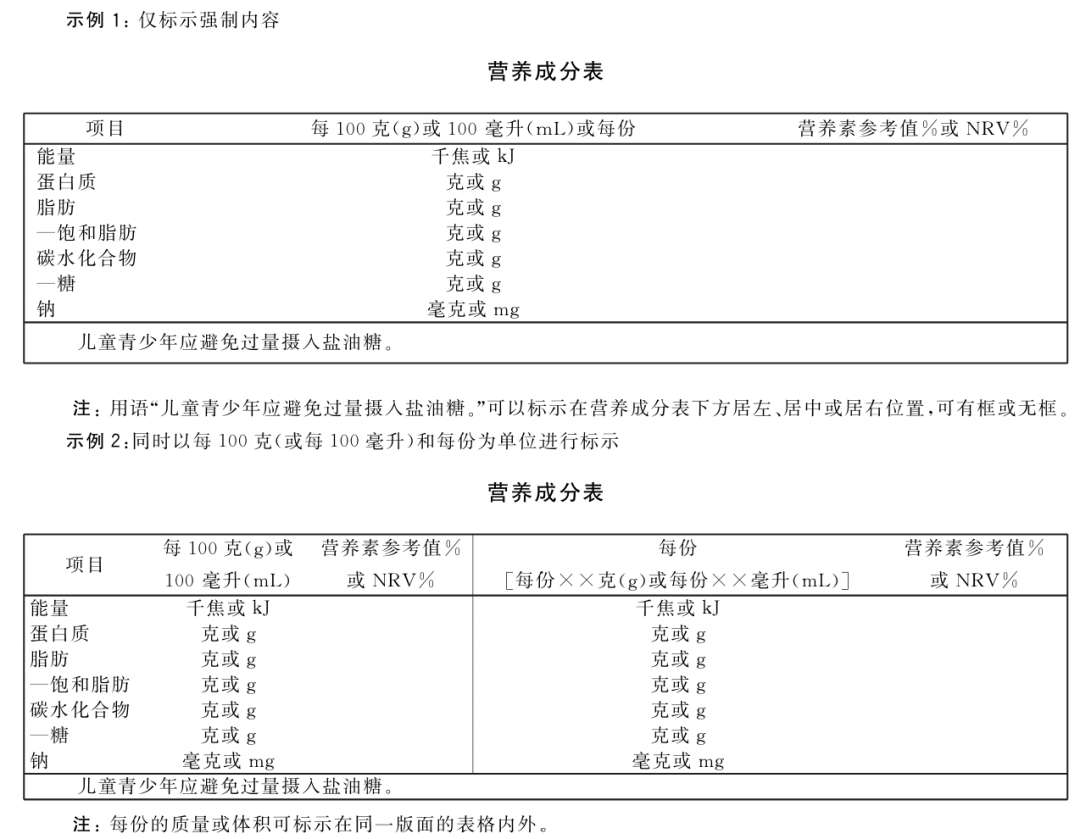 示例 1: 仅标示强制内容
营养成分表
项目 每 100 克(g)或 100 毫升(mL)或每份 营养素参考值%或 NRV%
能量 千焦或 kJ
蛋白质 克或 g
脂肪 克或 g
—饱和脂肪 克或 g
碳水化合物 克或 g
—糖 克或 g
钠 毫克或 mg
儿童青少年应避免过量摄入盐油糖。
注: 用语“儿童青少年应避免过量摄入盐油糖。”可以标示在营养成分表下方居左、居中或居右位置,可有框或无框。
示例 2:同时以每 100 克(或每 100 毫升)和每份为单位进行标示
营养成分表
项目 每 100 克(g)或 营养素参考值% 每份 营养素参考值%
100 毫升(mL) 或 NRV% [每份××克(g)或每份××毫升(mL)] 或 NRV%
能量 千焦或 kJ 千焦或 kJ
蛋白质 克或 g 克或 g
脂肪 克或 g 克或 g
—饱和脂肪 克或 g 克或 g
碳水化合物 克或 g 克或 g
—糖 克或 g 克或 g
钠 毫克或 mg 毫克或 mg
儿童青少年应避免过量摄入盐油糖。
注: 每份的质量或体积可标示在同一版面的表格内外。